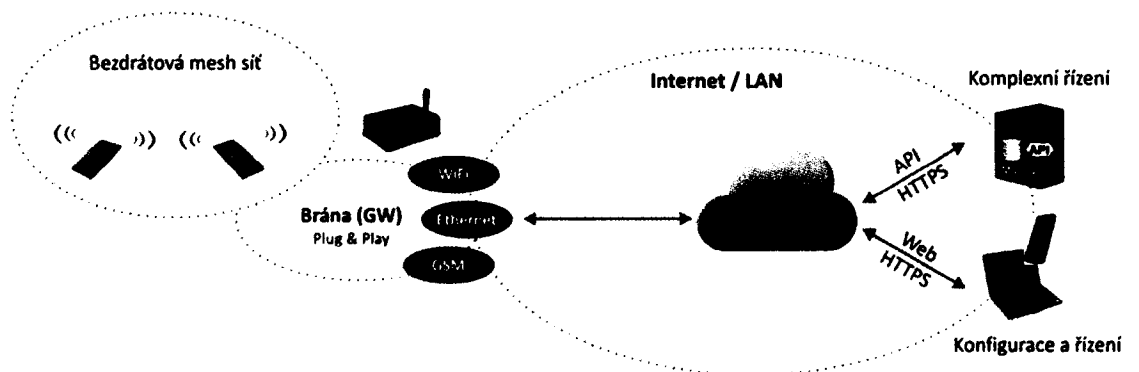 Bezdrátová mesh síť
Internet / LAN
Komplexní řízení
API
API
HTTPS
WiFi
Brána (GW)
Plug & Play
Ethernet
GSM
Web
HTTPS
Konfigurace a řízení